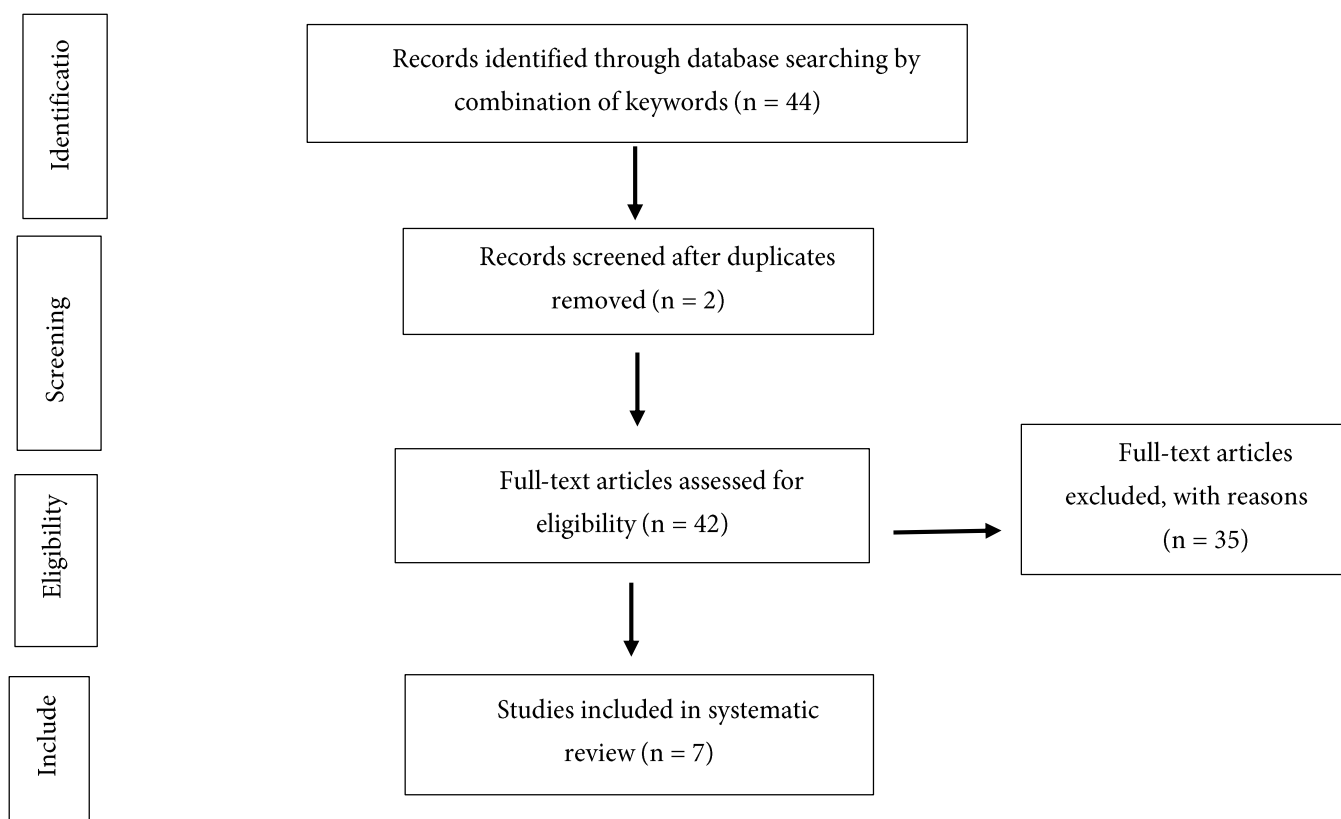 Identificatio
Records identified through database searching by
combination of keywords (n = 44)
Screening
Records screened after duplicates
removed (n = 2)
Eligibility
Full-text articles assessed for
eligibility (n = 42)
Full-text articles
excluded, with reasons
(n = 35)
Include
Studies included in systematic
review (n = 7)